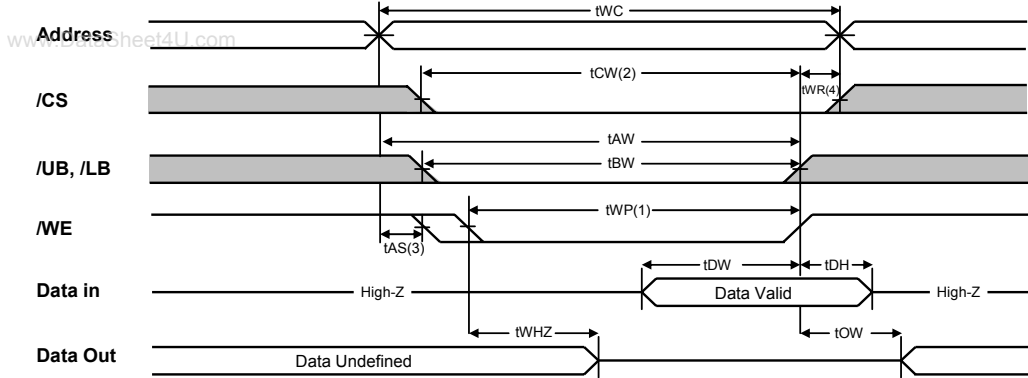 tWC
Address
www.DataSheet4U.com
tCW(2)
tWR(4)
/CS
tAW
/UB, /LB
tBW
/WE
tWP(1)
tAS(3)
tDW
tDH
Data in
High-Z
Data Valid
High-Z
tWHZ
tOW
Data Out
Data Undefined